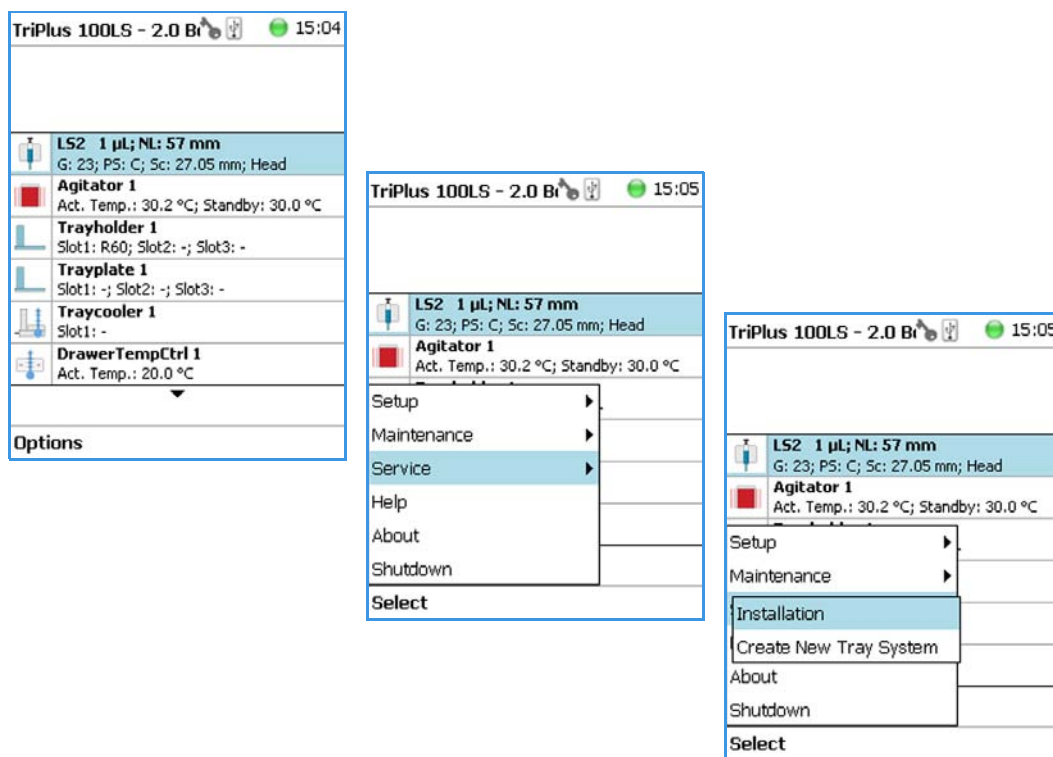 TriPlus 100LS - 2.0 B 15:04
LS2 1 µL; NL: 57 mm
G: 23; PS: C; Sc: 27.05 mm; Head
Agitator 1
Act. Temp.: 30.2 °C; Standby: 30.0 °C
Trayholder 1
Slot1: R60; Slot2: -; Slot3: -
Trayplate 1
Slot1: -; Slot2: -; Slot3: -
Traycooler 1
Slot1: -
DrawerTempCtrl 1
Act. Temp.: 20.0 °C
Options
TriPlus 100LS - 2.0 B 15:05
LS2 1 µL; NL: 57 mm
G: 23; PS: C; Sc: 27.05 mm; Head
Agitator 1
Act. Temp.: 30.2 °C; Standby: 30.0 °C
Setup
Maintenance
Service
Help
About
Shutdown
Select
TriPlus 100LS - 2.0 B 15:05
LS2 1 µL; NL: 57 mm
G: 23; PS: C; Sc: 27.05 mm; Head
Agitator 1
Act. Temp.: 30.2 °C; Standby: 30.0 °C
Setup
Maintenance
Installation
Create New Tray System
About
Shutdown
Select